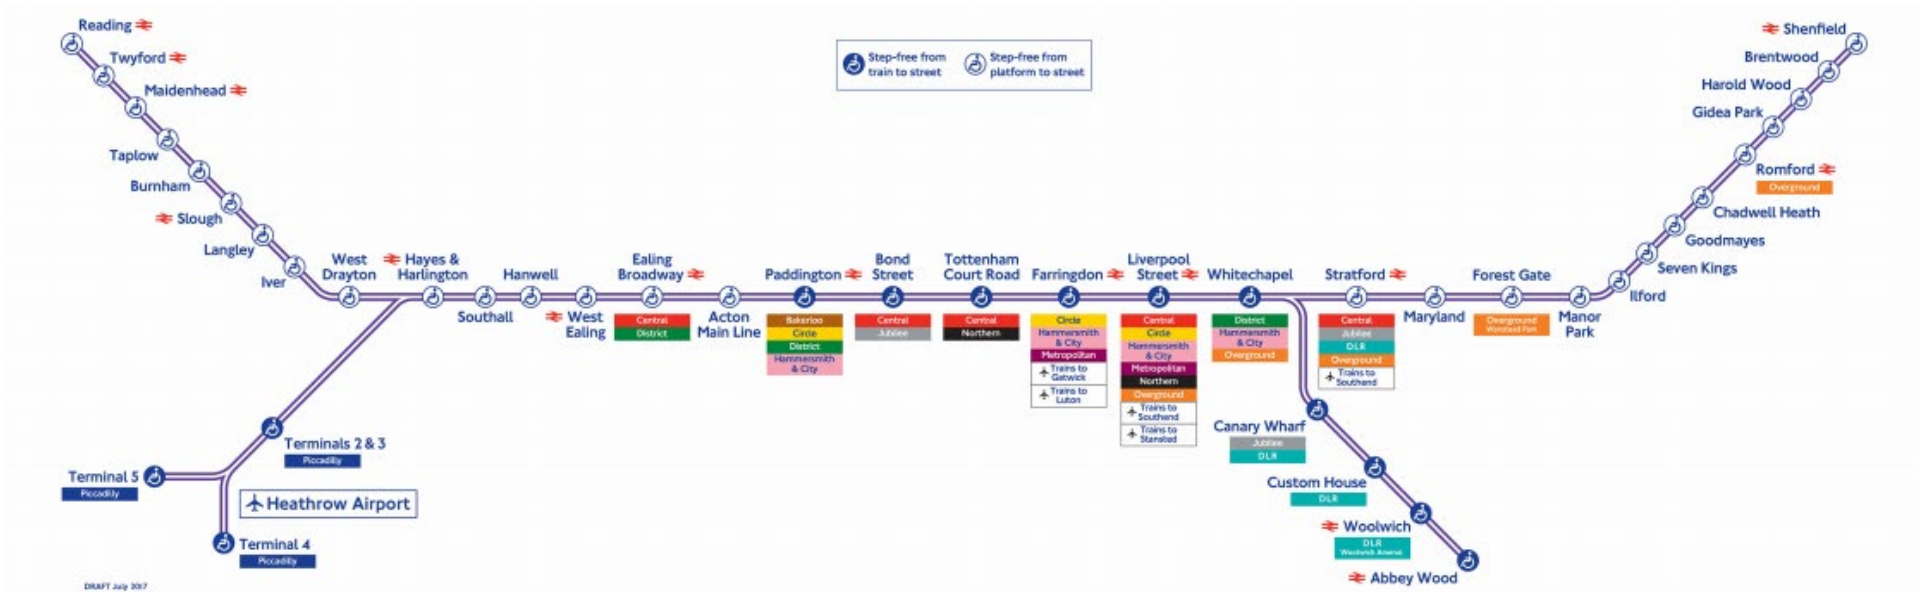 Reading
Twyford
Maidenhead
Taplow
Burnham
Slough
Langley
Iver
West
Drayton
Hayes &
Harlington
Southall
Hanwell
West
Ealing
Ealing
Broadway
Central
District
Acton
Main Line
Paddington
Bakerloo
Circle
District
Hammersmith
& City
Bond
Street
Central
Jubilee
Tottenham
Court Road
Central
Northern
Farringdon
Circle
Hammersmith
& City
Metropolitan
Trains to
Gatwick
Trains to
Luton
Liverpool
Street
Central
Circle
Hammersmith
& City
Metropolitan
Northern
Overground
Trains to
Southend
Trains to
Stansted
Whitechapel
District
Hammersmith
& City
Overground
Stratford
Central
Jubilee
DLR
Overground
Trains to
Southend
Maryland
Forest Gate
Overground
Wanstead Park
Manor
Park
Ilford
Seven Kings
Goodmayes
Chadwell Heath
Romford
Overground
Gidea Park
Harold Wood
Brentwood
Shenfield
Step-free from
train to street
Step-free from
platform to street
Terminals 2 & 3
Piccadilly
Terminal 5
Piccadilly
Heathrow Airport
Terminal 4
Piccadilly
Canary Wharf
Jubilee
DLR
Custom House
DLR
Woolwich
DLR
Woolwich Arsenal
Abbey Wood
DRAFT July 2017